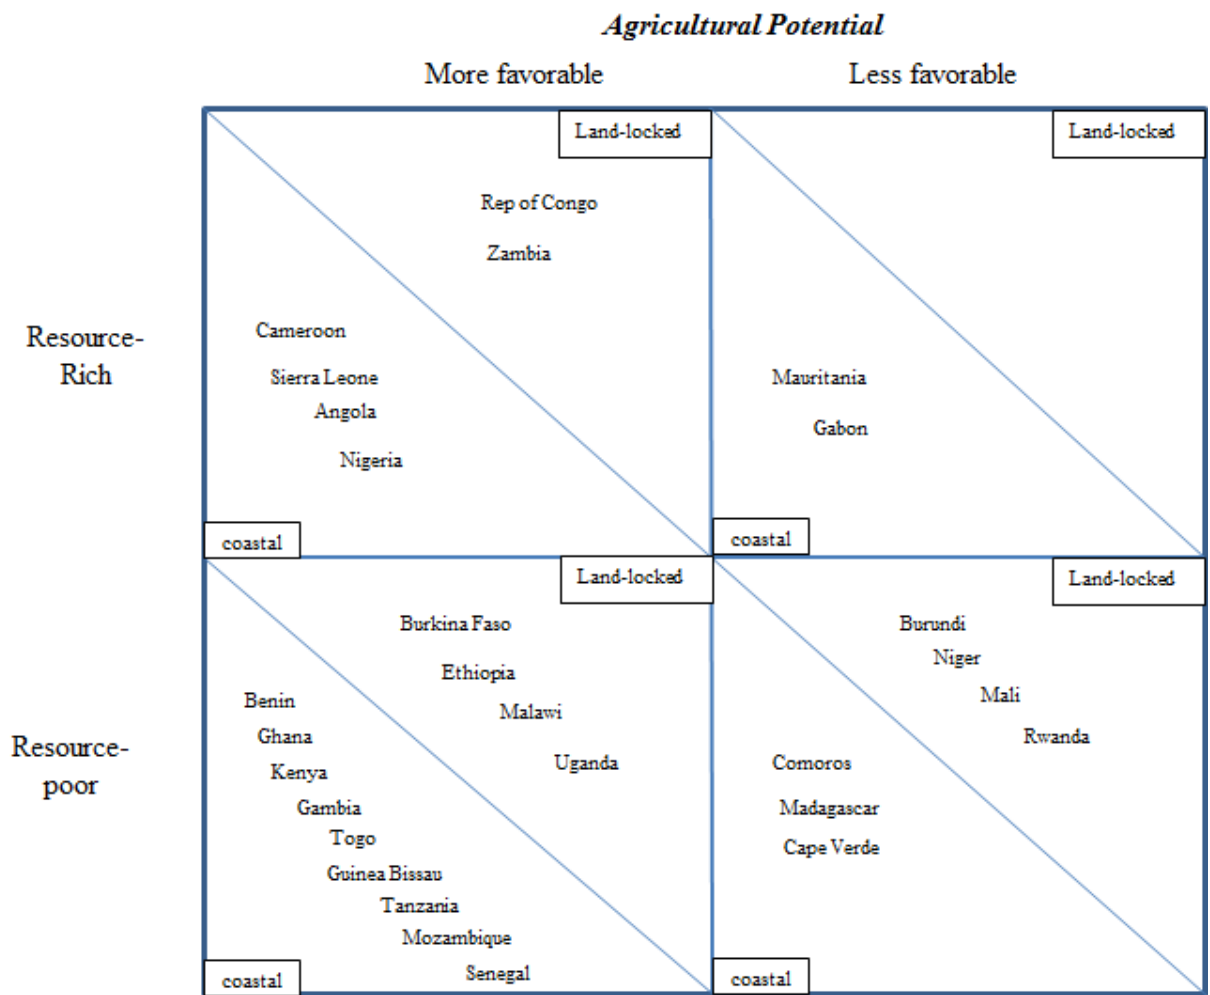 Agricultural Potential
More favorable
Less favorable
Land-locked
Land-locked
Rep of Congo
Zambia
Resource-
Rich
Cameroon
Sierra Leone
Angola
Nigeria
Mauritania
Gabon
coastal
coastal
Land-locked
Land-locked
Burkina Faso
Ethiopia
Malawi
Uganda
Burundi
Niger
Mali
Rwanda
Resource-
poor
Benin
Ghana
Kenya
Gambia
Togo
Guinea Bissau
Tanzania
Mozambique
Senegal
Comoros
Madagascar
Cape Verde
coastal
coastal